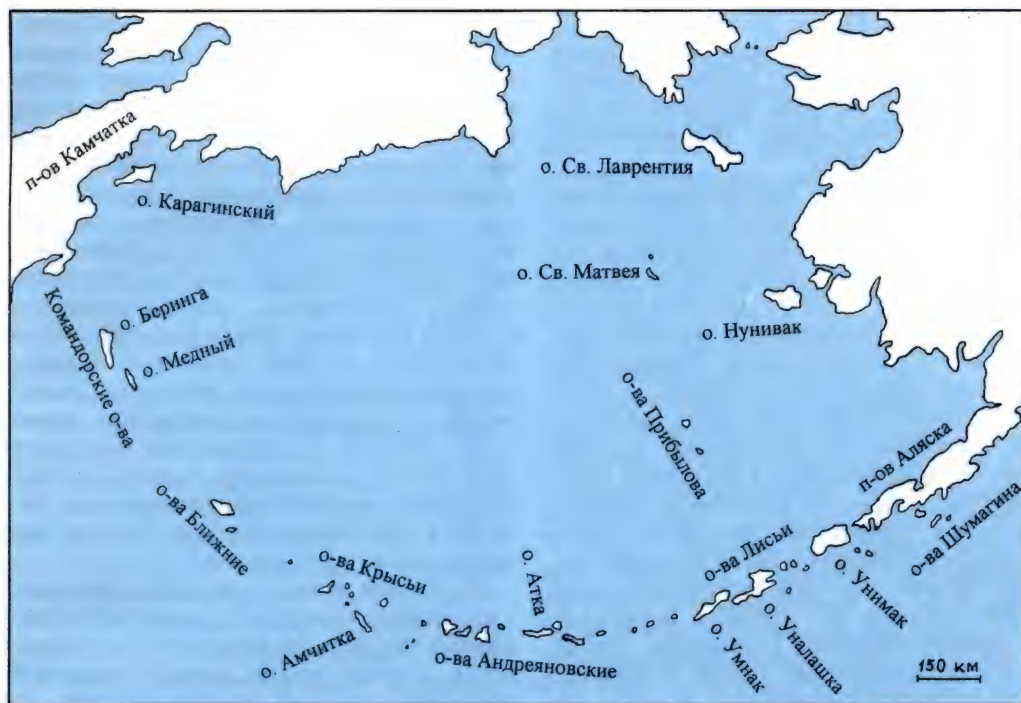 п-ов Камчатка
о. Карагинский
о. Св. Лаврентия
о. Св. Матвея
о. Нунивак
Командорские о-ва
о. Беринга
о. Медный
о-ва Прибылова
п-ов Аляска
о-ва Шумагина
о-ва Ближние
о-ва Крысьи
о. Атка
о-ва Лисьи
о. Унимак
о. Амчитка
о-ва Андреяновские
о. Умнак
о. Уналашка
150 км